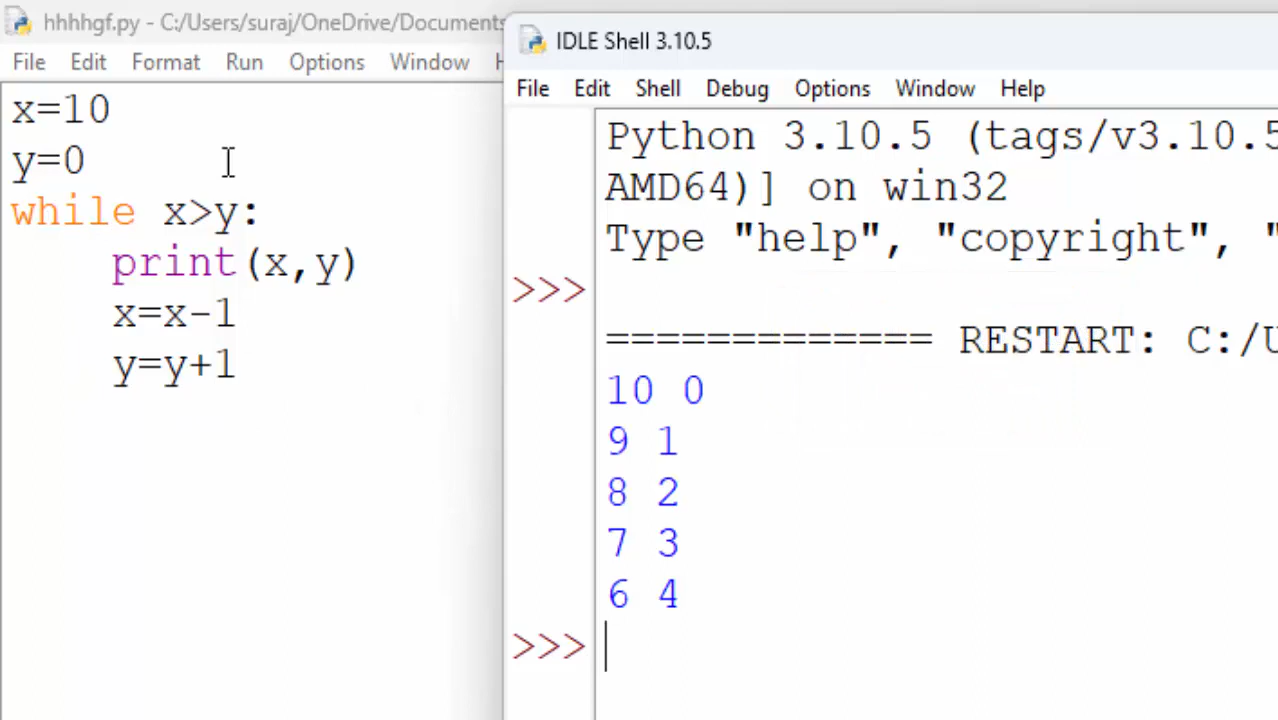 hhhhgf.py - C:/Users/suraj/OneDrive/Documents
File Edit Format Run Options Window
x=10
y=0
while x>y:
    print(x,y)
    x=x-1
    y=y+1
IDLE Shell 3.10.5
File Edit Shell Debug Options Window Help
Python 3.10.5 (tags/v3.10.5
AMD64)] on win32
Type "help", "copyright", "
>>>
============= RESTART: C:/U
10 0
9 1
8 2
7 3
6 4
>>>